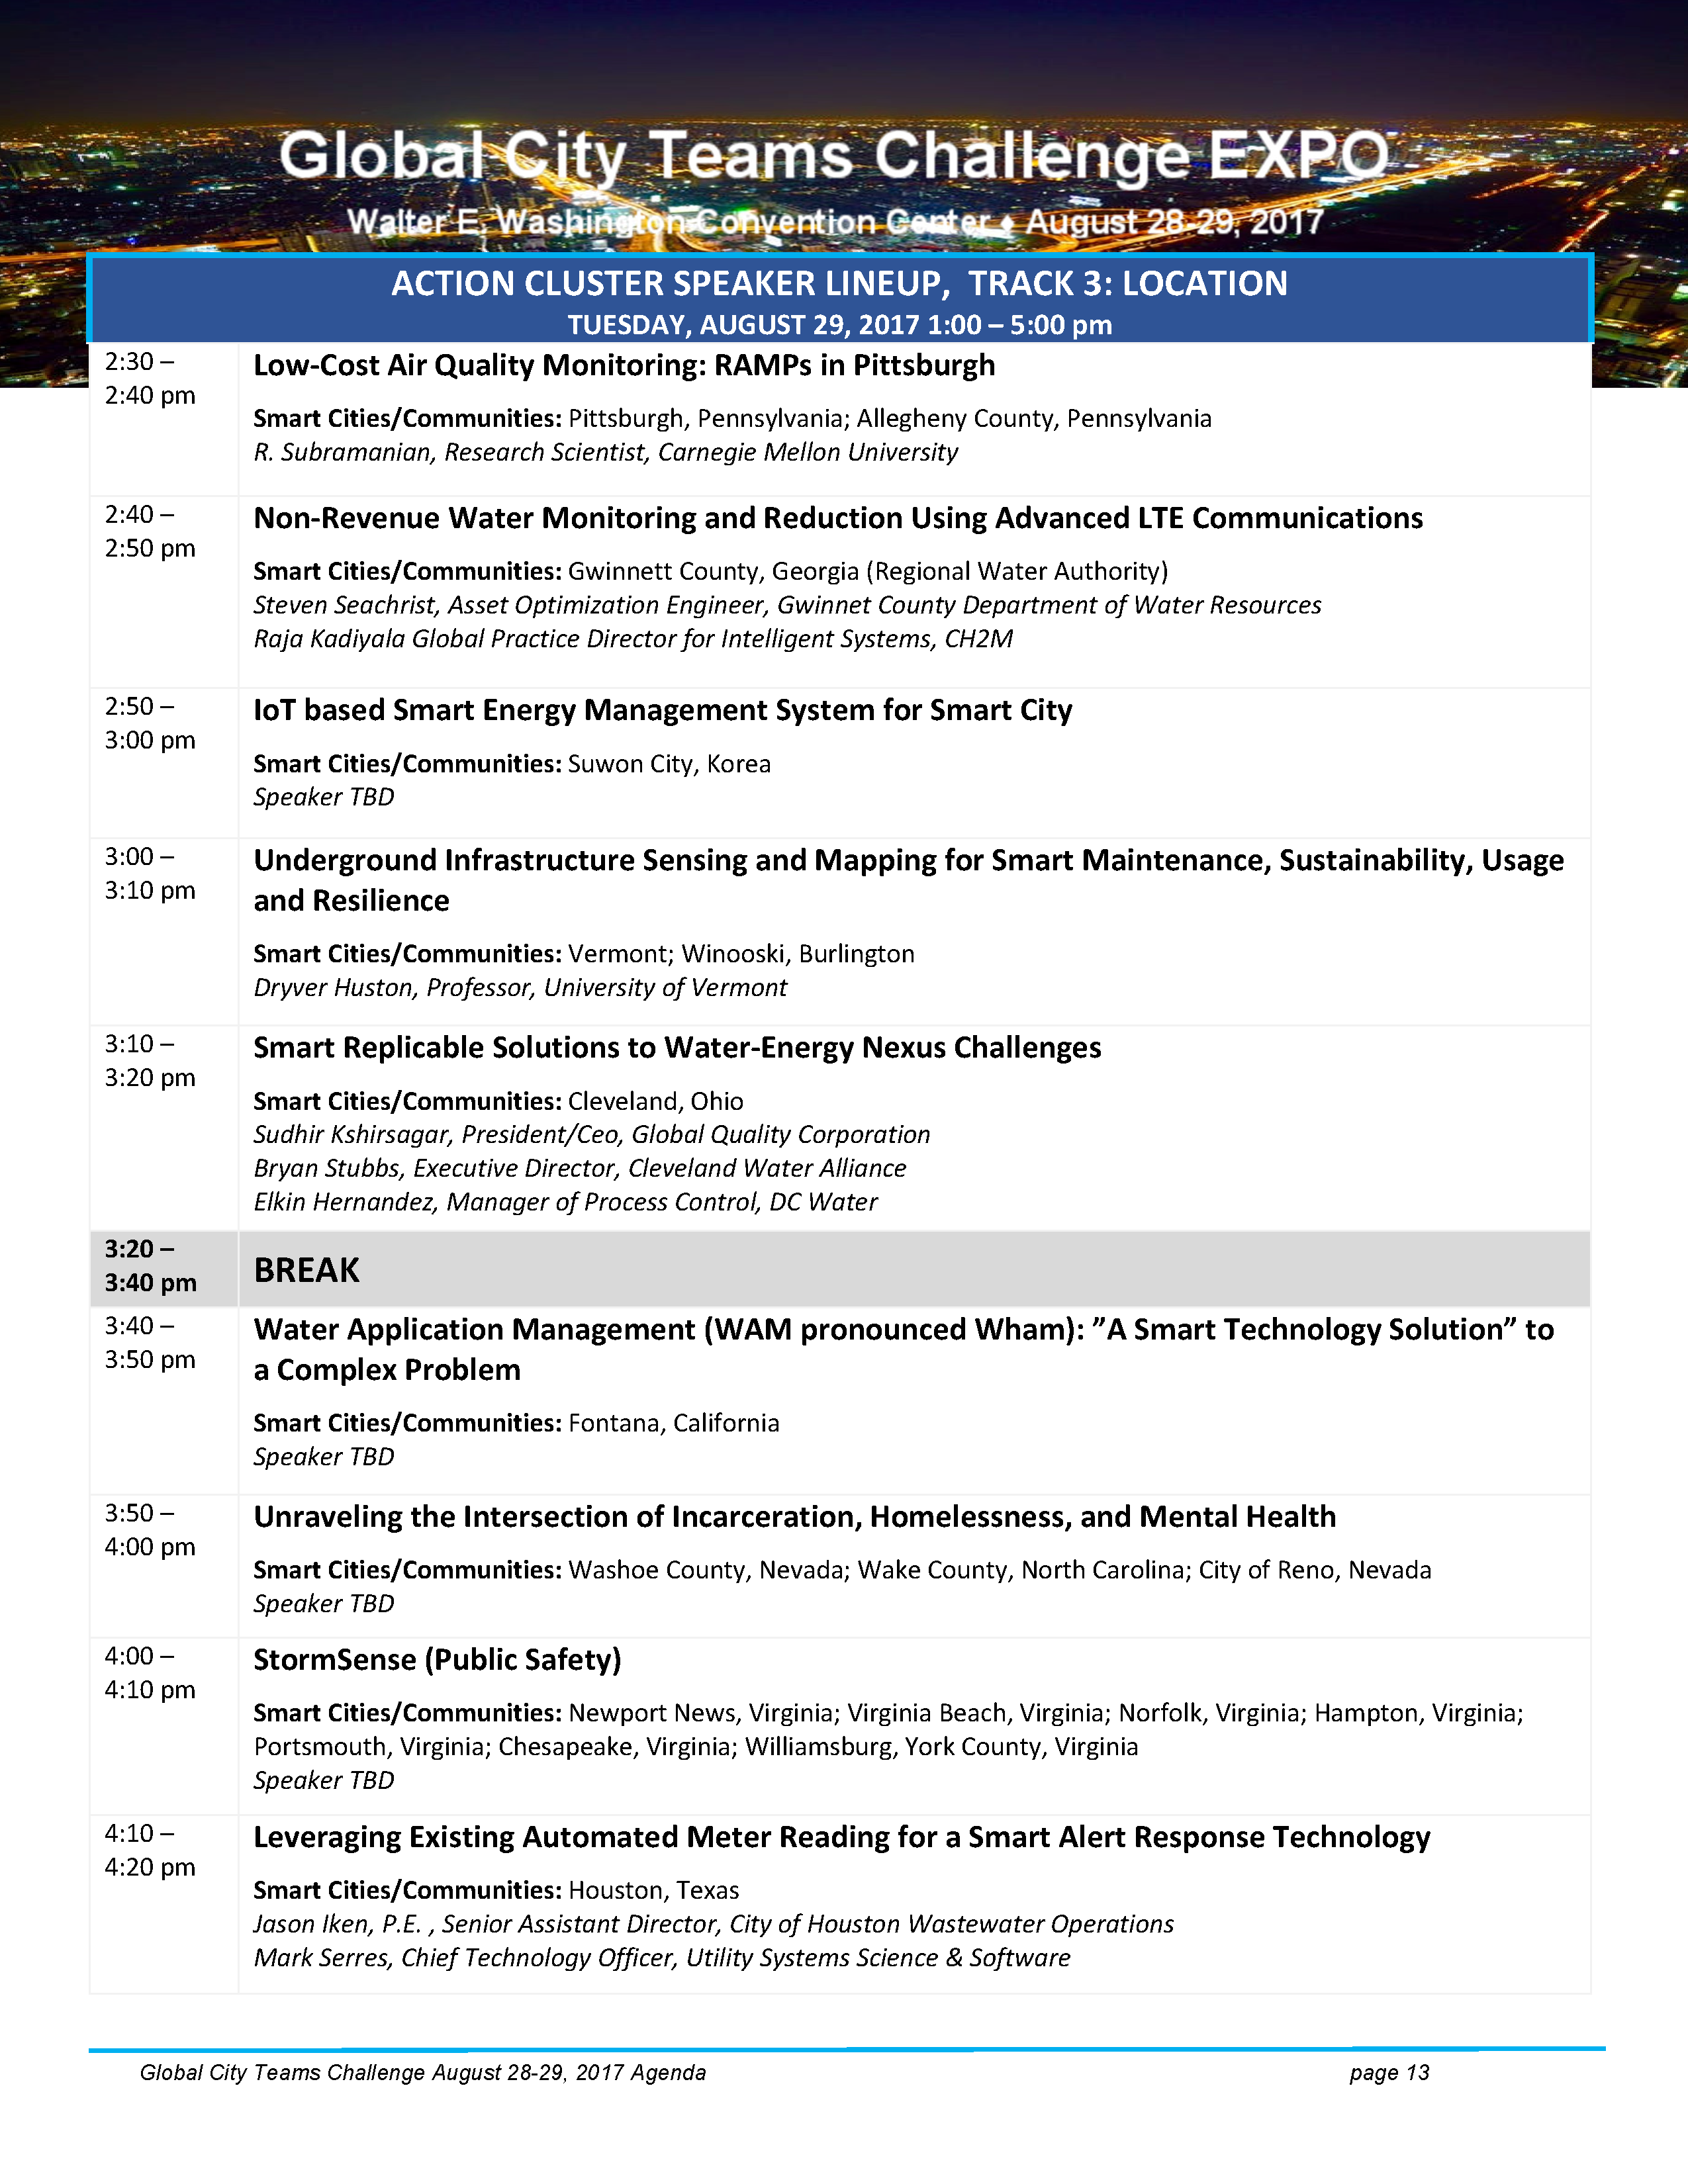 Global City Teams Challenge EXPO
Walter E. Washington Convention Center ♦ August 28-29, 2017
ACTION CLUSTER SPEAKER LINEUP,  TRACK 3: LOCATION
TUESDAY, AUGUST 29, 2017 1:00 – 5:00 pm
2:30 –
2:40 pm
Low-Cost Air Quality Monitoring: RAMPs in Pittsburgh
Smart Cities/Communities: Pittsburgh, Pennsylvania; Allegheny County, Pennsylvania
R. Subramanian, Research Scientist, Carnegie Mellon University
2:40 –
2:50 pm
Non-Revenue Water Monitoring and Reduction Using Advanced LTE Communications
Smart Cities/Communities: Gwinnett County, Georgia (Regional Water Authority)
Steven Seachrist, Asset Optimization Engineer, Gwinnet County Department of Water Resources
Raja Kadiyala Global Practice Director for Intelligent Systems, CH2M
2:50 –
3:00 pm
IoT based Smart Energy Management System for Smart City
Smart Cities/Communities: Suwon City, Korea
Speaker TBD
3:00 –
3:10 pm
Underground Infrastructure Sensing and Mapping for Smart Maintenance, Sustainability, Usage
and Resilience
Smart Cities/Communities: Vermont; Winooski, Burlington
Dryver Huston, Professor, University of Vermont
3:10 –
3:20 pm
Smart Replicable Solutions to Water-Energy Nexus Challenges
Smart Cities/Communities: Cleveland, Ohio
Sudhir Kshirsagar, President/Ceo, Global Quality Corporation
Bryan Stubbs, Executive Director, Cleveland Water Alliance
Elkin Hernandez, Manager of Process Control, DC Water
3:20 –
3:40 pm
BREAK
3:40 –
3:50 pm
Water Application Management (WAM pronounced Wham): ”A Smart Technology Solution” to
a Complex Problem
Smart Cities/Communities: Fontana, California
Speaker TBD
3:50 –
4:00 pm
Unraveling the Intersection of Incarceration, Homelessness, and Mental Health
Smart Cities/Communities: Washoe County, Nevada; Wake County, North Carolina; City of Reno, Nevada
Speaker TBD
4:00 –
4:10 pm
StormSense (Public Safety)
Smart Cities/Communities: Newport News, Virginia; Virginia Beach, Virginia; Norfolk, Virginia; Hampton, Virginia;
Portsmouth, Virginia; Chesapeake, Virginia; Williamsburg, York County, Virginia
Speaker TBD
4:10 –
4:20 pm
Leveraging Existing Automated Meter Reading for a Smart Alert Response Technology
Smart Cities/Communities: Houston, Texas
Jason Iken, P.E. , Senior Assistant Director, City of Houston Wastewater Operations
Mark Serres, Chief Technology Officer, Utility Systems Science & Software
Global City Teams Challenge August 28-29, 2017 Agenda
page 13